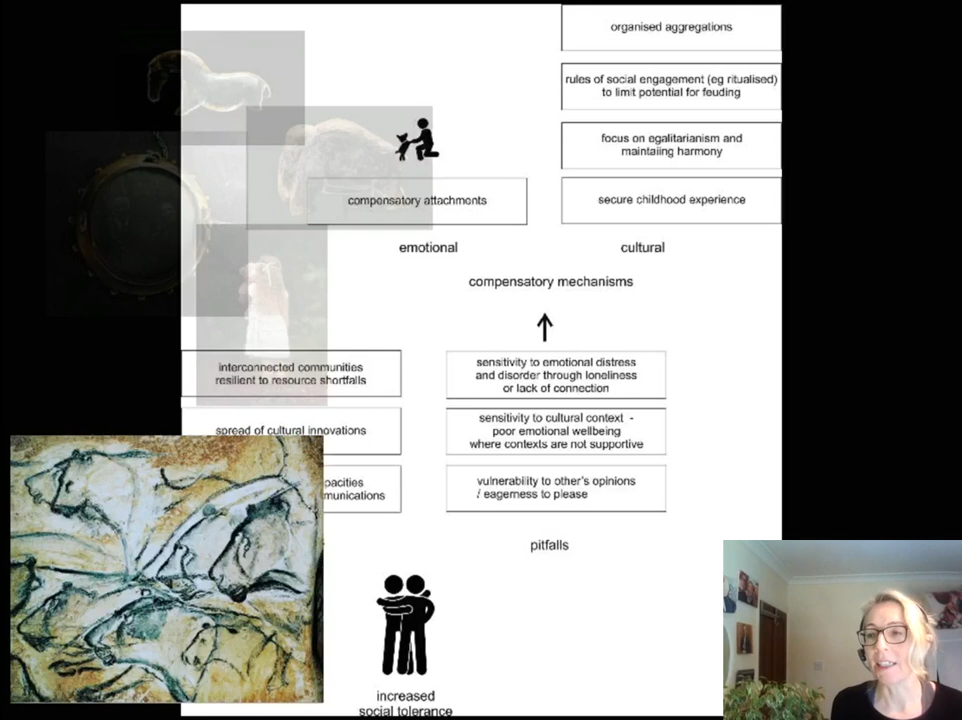 organised aggregations
rules of social engagement (eg ritualised)
to limit potential for feuding
focus on egalitarianism and
maintaiing harmony
compensatory attachments
secure childhood experience
emotional
cultural
compensatory mechanisms
interconnected communities
resilient to resource shortfalls
sensitivity to emotional distress
and disorder through loneliness
or lack of connection
spread of cultural innovations
sensitivity to cultural context -
poor emotional wellbeing
where contexts are not supportive
pacities
munications
vulnerability to other's opinions
/ eagerness to please
pitfalls
increased
social tolerance